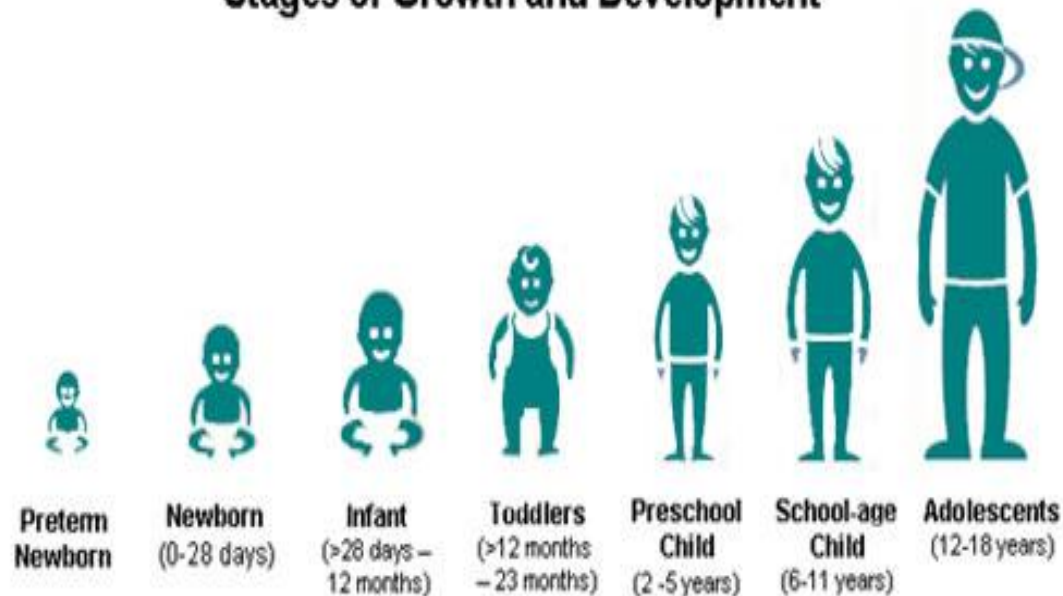 Stages of Growth and Development
Preterm
Newborn
Newborn
(0-28 days)
Infant
(>28 days –
12 months)
Toddlers
(>12 months
– 23 months)
Preschool
Child
(2 -5 years)
School-age
Child
(6-11 years)
Adolescents
(12-18 years)